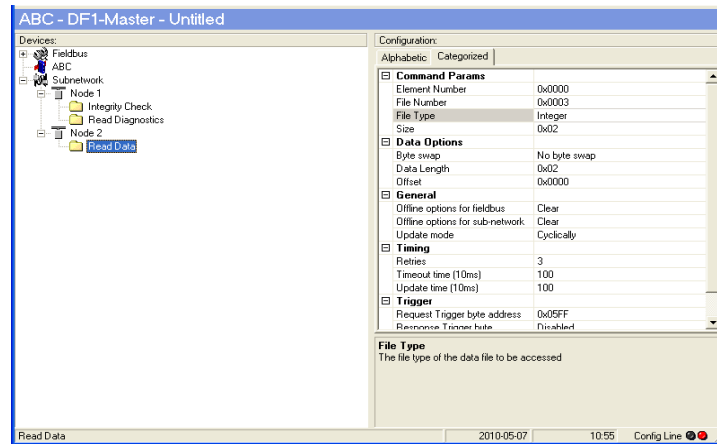 ABC - DF1-Master - Untitled
Devices:
Fieldbus
ABC
Subnetwork
Node 1
Integrity Check
Read Diagnostics
Node 2
Read Data
Configuration:
Alphabetic Categorized
Command Params
Element Number 0x0000
File Number 0x0003
File Type Integer
Size 0x02
Data Options
Byte swap No byte swap
Data Length 0x02
Offset 0x0000
General
Offline options for fieldbus Clear
Offline options for sub-network Clear
Update mode Cyclically
Timing
Retries 3
Timeout time (10ms) 100
Update time (10ms) 100
Trigger
Request Trigger byte address 0x05FF
Response Trigger byte Disabled
File Type
The file type of the data file to be accessed
Read Data 2010-05-07 10:55 Config Line